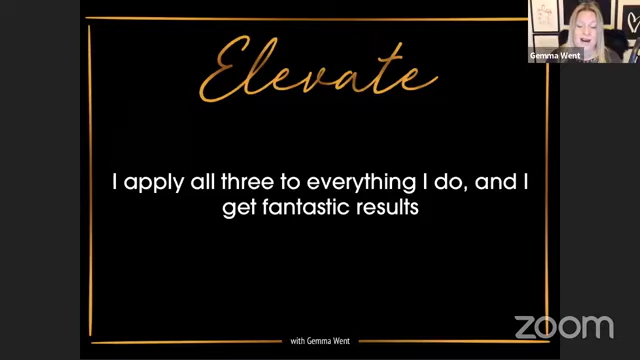 Elevate
Gemma Went
I apply all three to everything I do, and I
get fantastic results
zoom
with Gemma Went